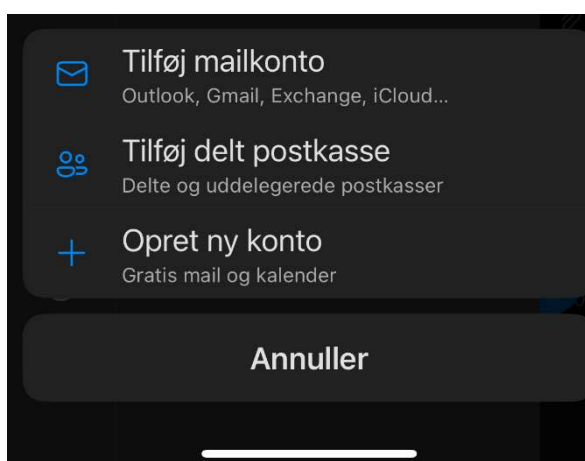 Tilføj mailkonto
Outlook, Gmail, Exchange, iCloud...
Tilføj delt postkasse
Delte og uddelegerede postkasser
Opret ny konto
Gratis mail og kalender
Annuller